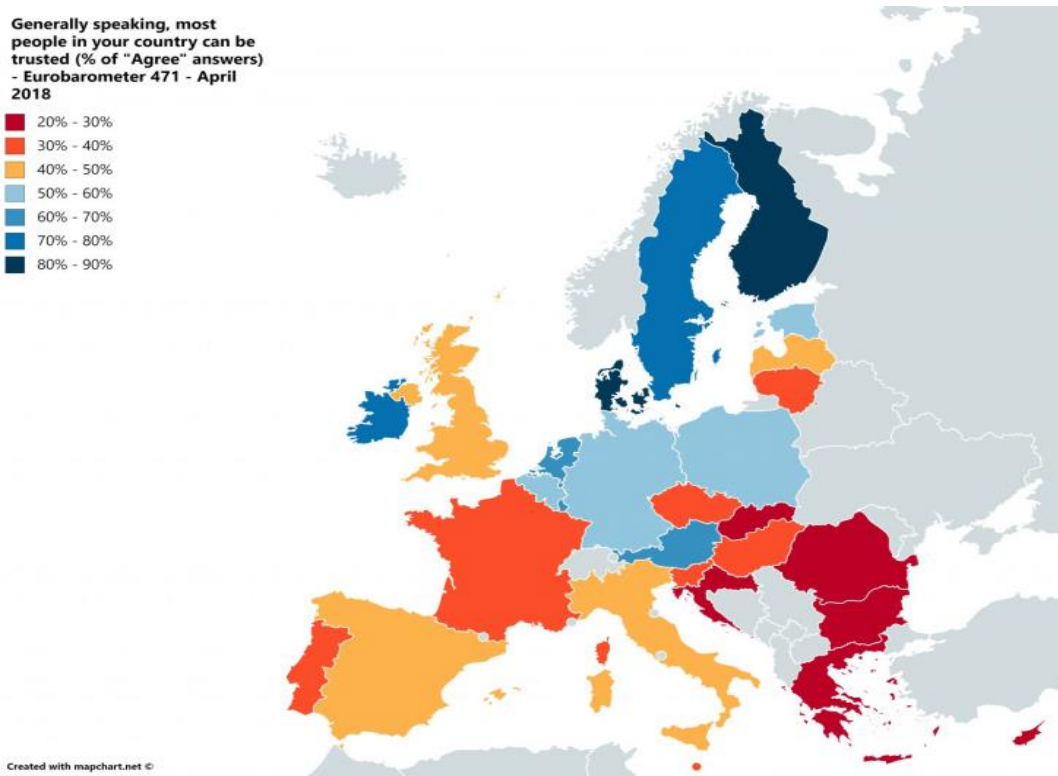 Generally speaking, most
people in your country can be
trusted (% of "Agree" answers)
- Eurobarometer 471 - April
2018
20% - 30%
30% - 40%
40% - 50%
50% - 60%
60% - 70%
70% - 80%
80% - 90%
Created with mapchart.net ©